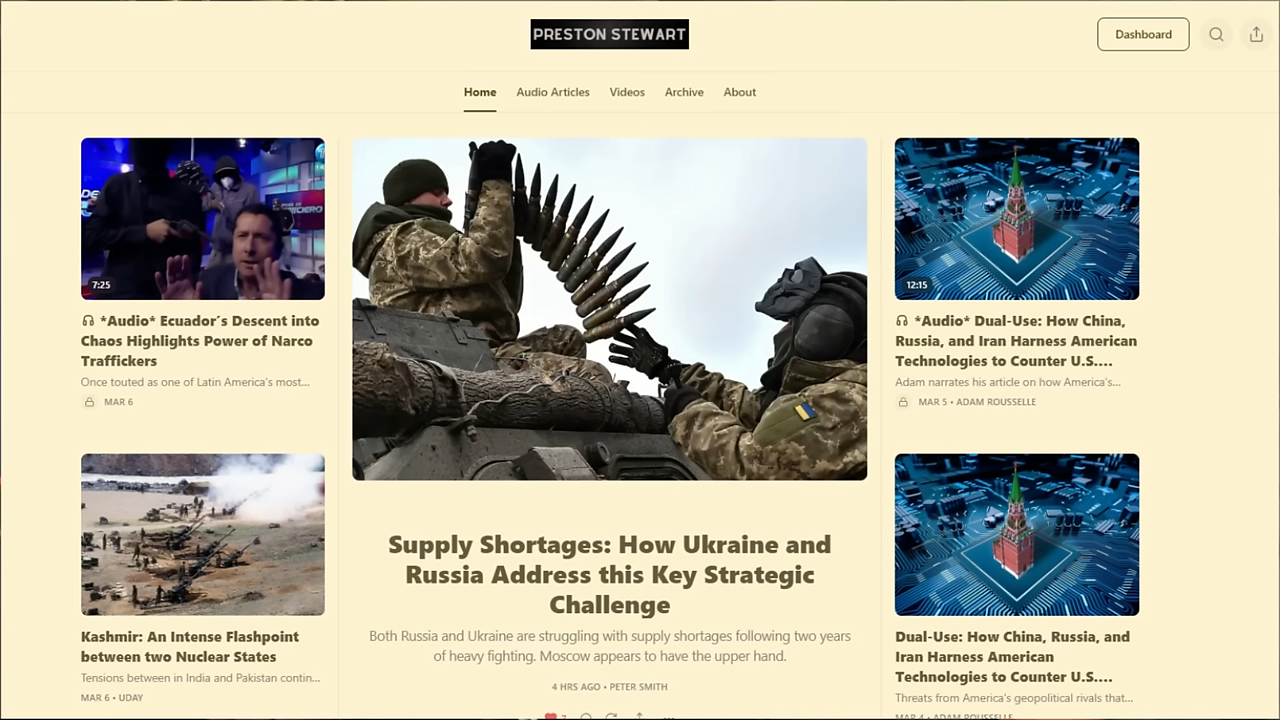 PRESTON STEWART
Dashboard
Home
Audio Articles
Videos
Archive
About
7:25
*Audio* Ecuador´s Descent into
Chaos Highlights Power of Narco
Traffickers
Once touted as one of Latin America's most...
MAR 6
Kashmir: An Intense Flashpoint
between two Nuclear States
Tensions between in India and Pakistan contin...
MAR 6 • UDAY
Supply Shortages: How Ukraine and
Russia Address this Key Strategic
Challenge
Both Russia and Ukraine are struggling with supply shortages following two years
of heavy fighting. Moscow appears to have the upper hand.
4 HRS AGO • PETER SMITH
7
12:15
*Audio* Dual-Use: How China,
Russia, and Iran Harness American
Technologies to Counter U.S....
Adam narrates his article on how America's...
MAR 5 • ADAM ROUSSELLE
Dual-Use: How China, Russia, and
Iran Harness American
Technologies to Counter U.S....
Threats from America's geopolitical rivals that...
MAR 4 • ADAM ROUSSELLE